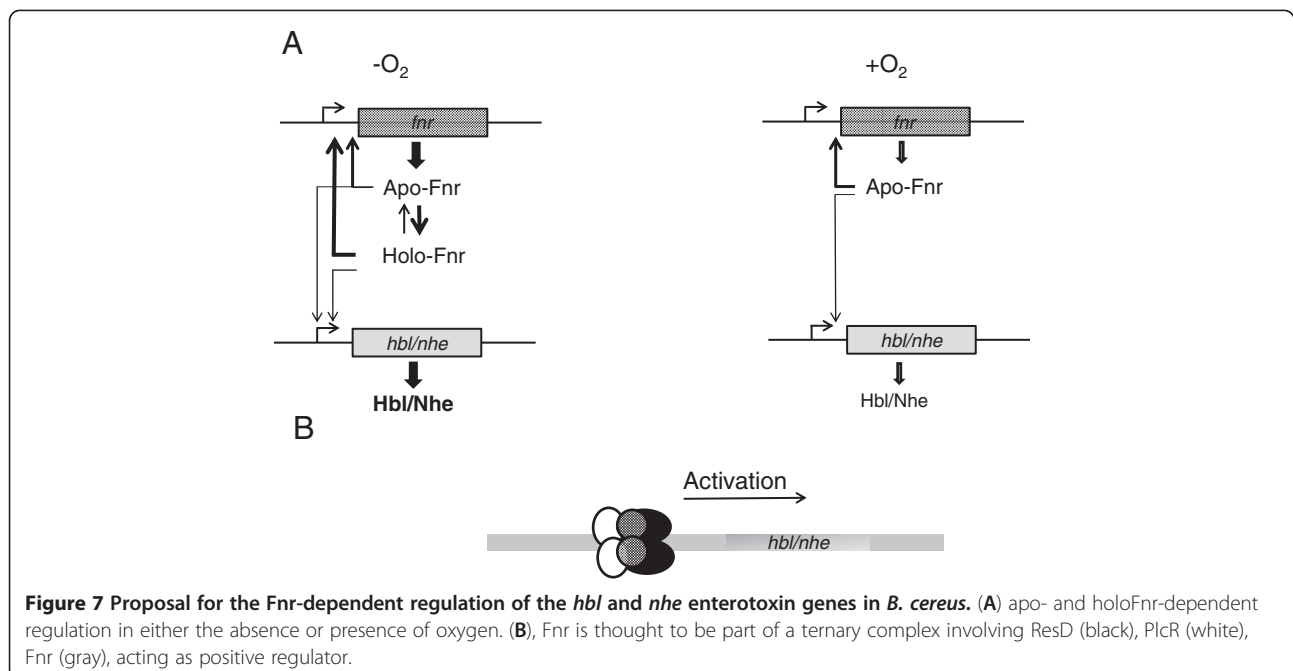 A
-O2
+O2
fnr
fnr
Apo-Fnr
Apo-Fnr
Holo-Fnr
hbl/nhe
hbl/nhe
Hbl/Nhe
Hbl/Nhe
B
Activation
hbl/nhe
Figure 7 Proposal for the Fnr-dependent regulation of the hbl and nhe enterotoxin genes in B. cereus. (A) apo- and holoFnr-dependent
regulation in either the absence or presence of oxygen. (B), Fnr is thought to be part of a ternary complex involving ResD (black), PlcR (white),
Fnr (gray), acting as positive regulator.